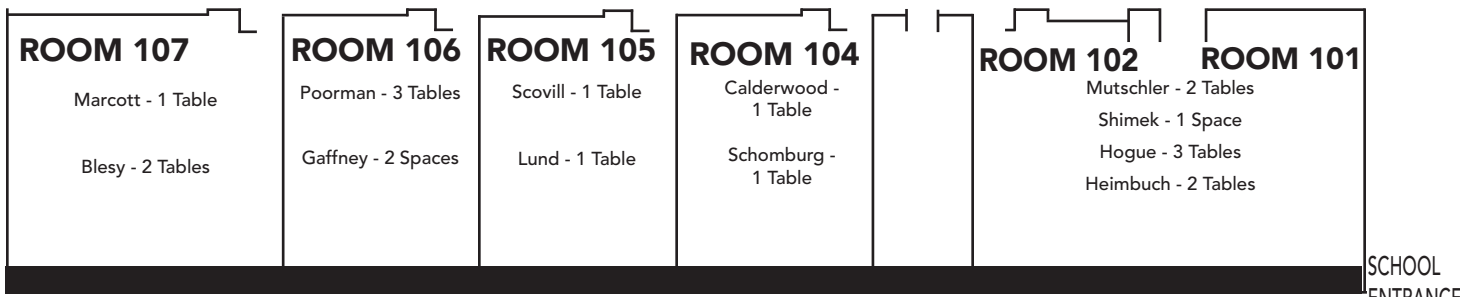 ROOM 107
Marcott - 1 Table
Blesy - 2 Tables
ROOM 106
Poorman - 3 Tables
Gaffney - 2 Spaces
ROOM 105
Scovill - 1 Table
Lund - 1 Table
ROOM 104
Calderwood -
1 Table
Schomburg -
1 Table
ROOM 102
ROOM 101
Mutschler - 2 Tables
Shimek - 1 Space
Hogue - 3 Tables
Heimbuch - 2 Tables
SCHOOL
ENTRANCE